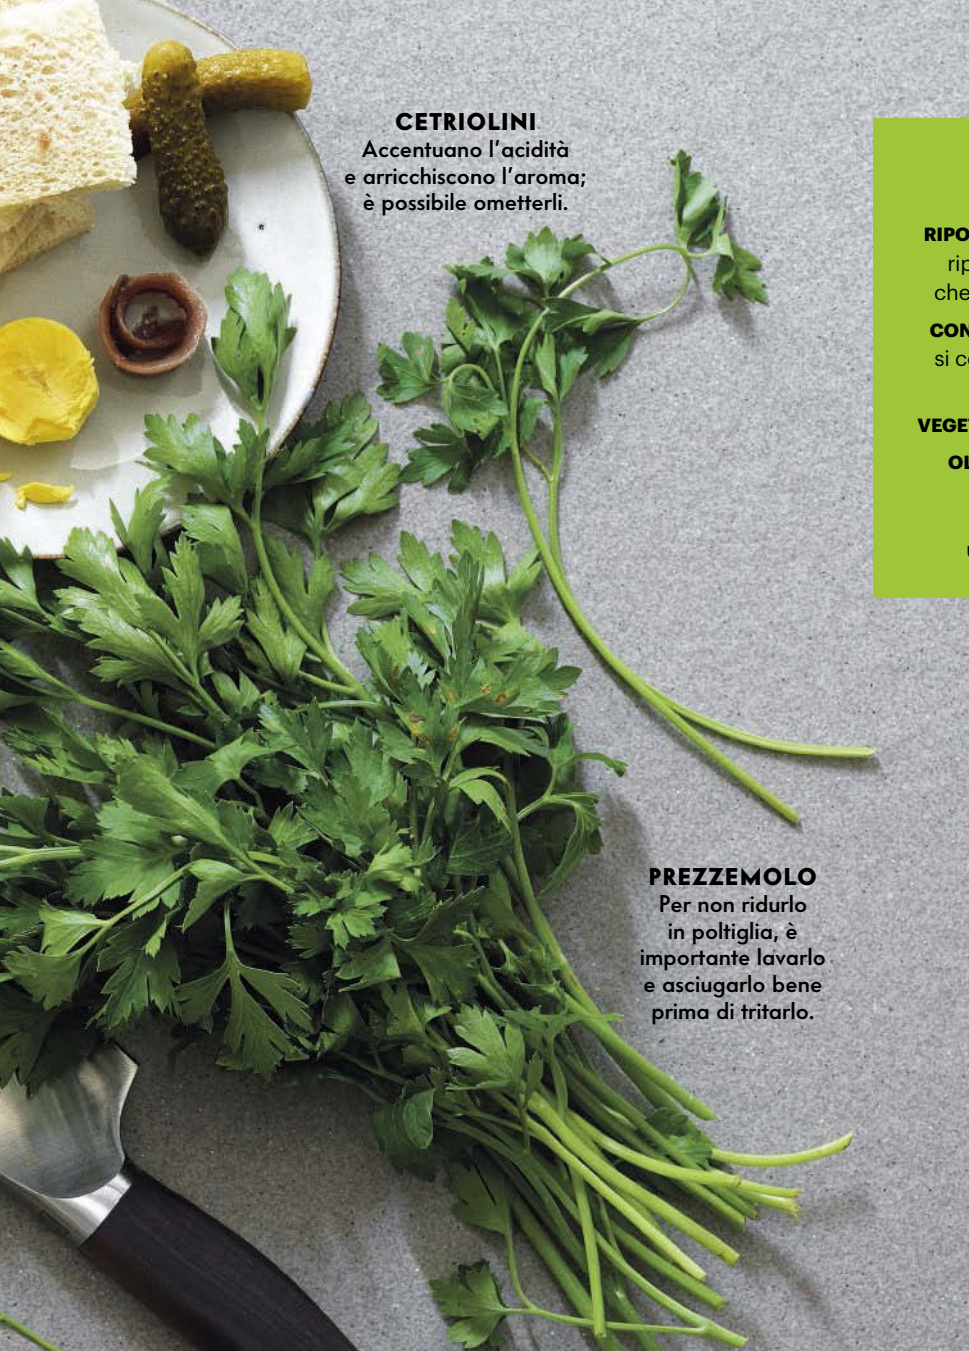 CETRIOLINI
Accentuano l'acidità
e arricchiscono l'aroma;
è possibile ometterli.
RIPO
rip
che
CON
si c
VEGE
OL
PREZZEMOLO
Per non ridurlo
in poltiglia, è
importante lavarlo
e asciugarlo bene
prima di tritarlo.